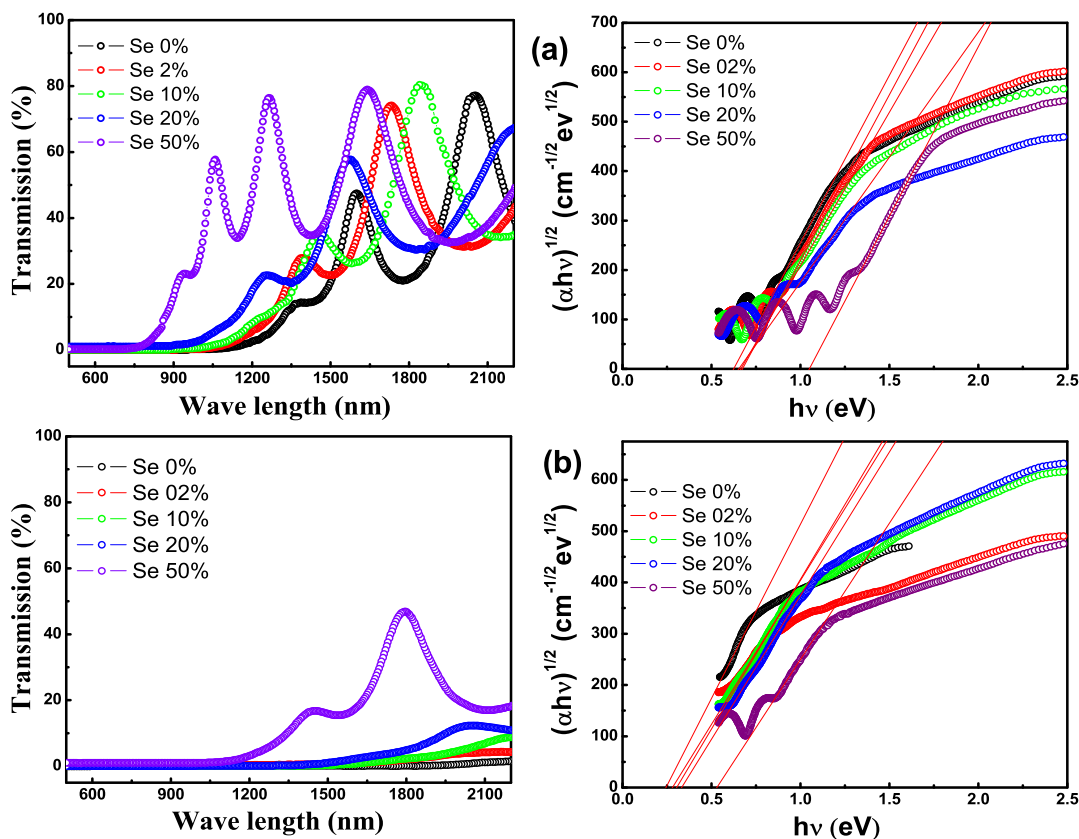 100
80
60
40
20
0
600 900 1200 1500 1800 2100
Transmission (%)
Wave length (nm)
Se 0%
Se 2%
Se 10%
Se 20%
Se 50%
(a)
700
600
500
400
300
200
100
0
0.0 0.5 1.0 1.5 2.0 2.5
(αhν)^1/2 (cm^-1/2 ev^1/2)
hν (eV)
Se 0%
Se 02%
Se 10%
Se 20%
Se 50%
100
80
60
40
20
0
600 900 1200 1500 1800 2100
Transmission (%)
Wave length (nm)
Se 0%
Se 02%
Se 10%
Se 20%
Se 50%
(b)
600
500
400
300
200
100
0
0.0 0.5 1.0 1.5 2.0 2.5
(αhν)^1/2 (cm^-1/2 ev^1/2)
hν (eV)
Se 0%
Se 02%
Se 10%
Se 20%
Se 50%